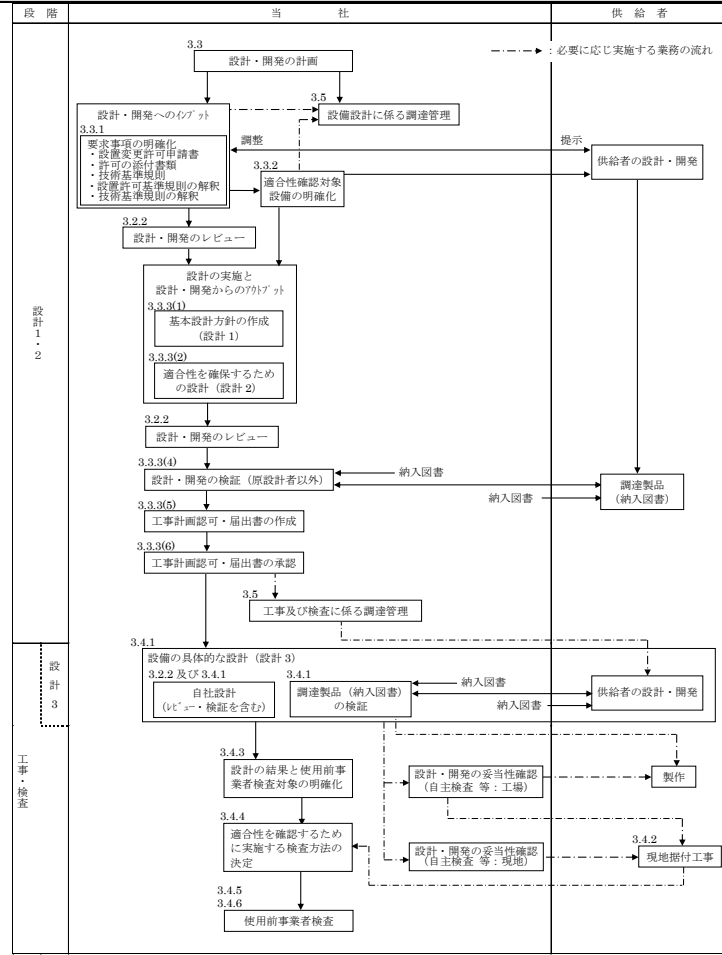 段 階
当 社
供 給 者
3.3
設計・開発の計画
：必要に応じ実施する業務の流れ
設計・開発へのｲﾝﾌﾟｯﾄ
3.5
設備設計に係る調達管理
3.3.1
要求事項の明確化
・設置変更許可申請書
・許可の添付書類
・技術基準規則
・設置許可基準規則の解釈
・技術基準規則の解釈
調整
提示
供給者の設計・開発
3.3.2
適合性確認対象
設備の明確化
3.2.2
設計・開発のレビュー
設計の実施と
設計・開発からのｱｳﾄﾌﾟｯﾄ
3.3.3(1)
基本設計方針の作成
（設計 1）
3.3.3(2)
適合性を確保するため
の設計（設計 2）
設計１・２
3.2.2
設計・開発のレビュー
3.3.3(4)
設計・開発の検証（原設計者以外）
納入図書
納入図書
調達製品
（納入図書）
3.3.3(5)
工事計画認可・届出書の作成
3.3.3(6)
工事計画認可・届出書の承認
3.5
工事及び検査に係る調達管理
3.4.1
設備の具体的な設計（設計 3）
設計３
3.2.2 及び 3.4.1
自社設計
（ﾚﾋﾞｭｰ・検証を含む）
3.4.1
調達製品（納入図書）
の検証
納入図書
納入図書
供給者の設計・開発
工事・検査
3.4.3
設計の結果と使用前事
業者検査対象の明確化
設計・開発の妥当性確認
（自主検査 等：工場）
製作
3.4.4
適合性を確認するため
に実施する検査方法の
決定
設計・開発の妥当性確認
（自主検査 等：現地）
3.4.2
現地据付工事
3.4.5
3.4.6
使用前事業者検査